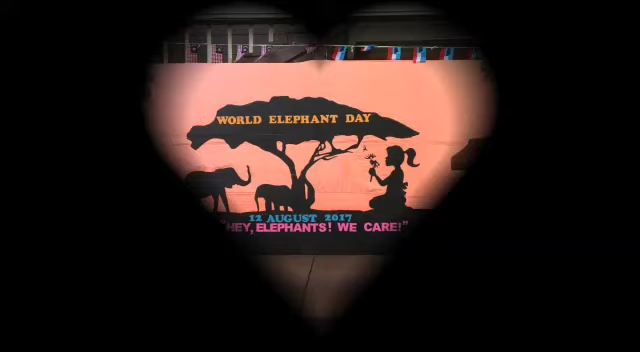 WORLD ELEPHANT DAY
12 AUGUST 2017
"HEY, ELEPHANTS! WE CARE!"